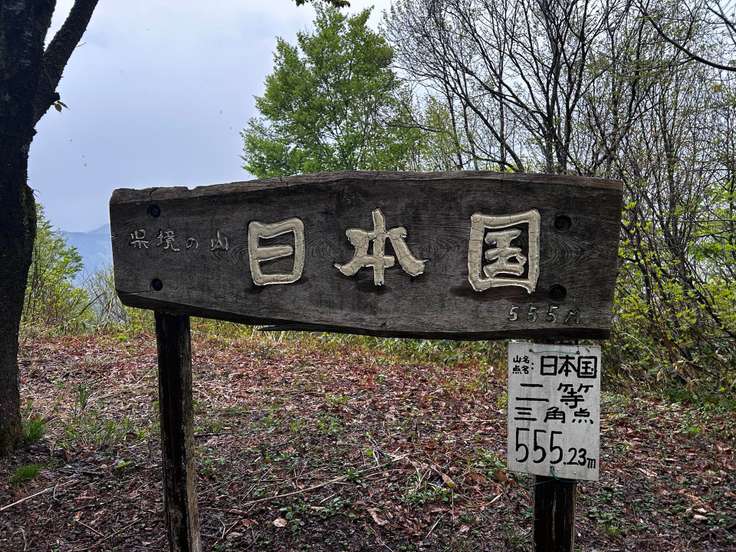 県境の山 日本国
555m
山名 点名:日本国
二等
三角点
555.23m